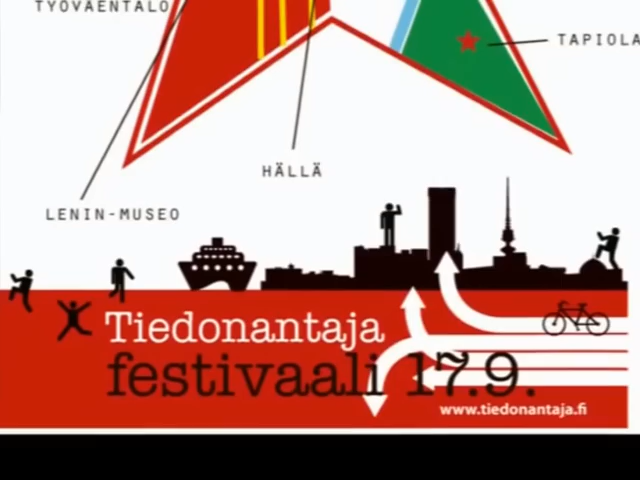 TYÖVÄENTALO
TAPIOLA
HÄLLÄ
LENIN-MUSEO
Tiedonantaja
festivaali 17.9.
www.tiedonantaja.fi